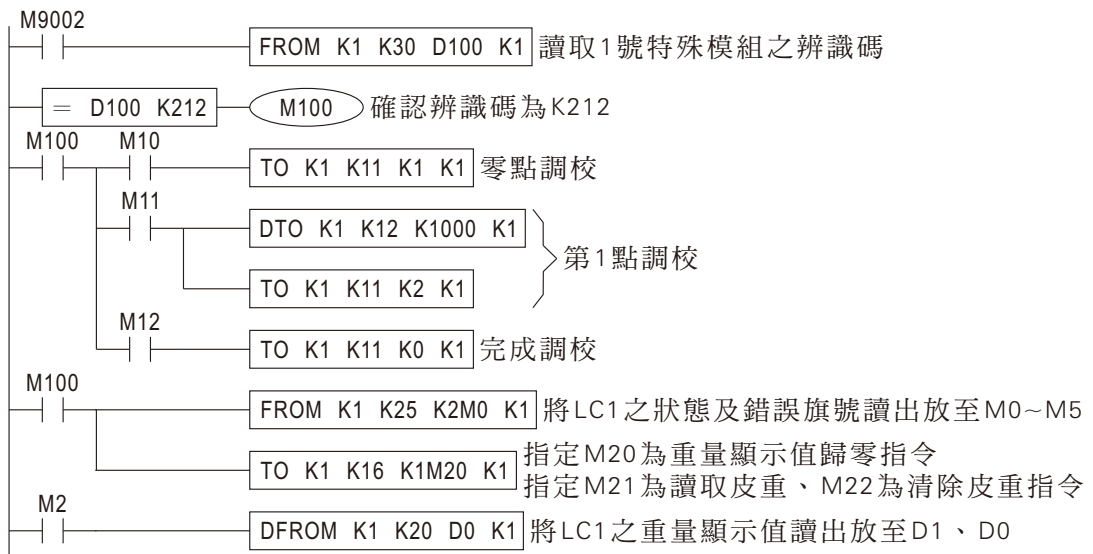 M9002
FROM K1 K30 D100 K1 讀取1號特殊模組之辨識碼
= D100 K212 M100 確認辨識碼為K212
M100 M10
TO K1 K11 K1 K1 零點調校
M11
DTO K1 K12 K1000 K1
第1點調校
TO K1 K11 K2 K1
M12
TO K1 K11 K0 K1 完成調校
M100
FROM K1 K25 K2M0 K1 將LC1之狀態及錯誤旗號讀出放至M0~M5
TO K1 K16 K1M20 K1 指定M20為重量顯示值歸零指令
指定M21為讀取皮重、M22為清除皮重指令
M2
DFROM K1 K20 D0 K1 將LC1之重量顯示值讀出放至D1、D0